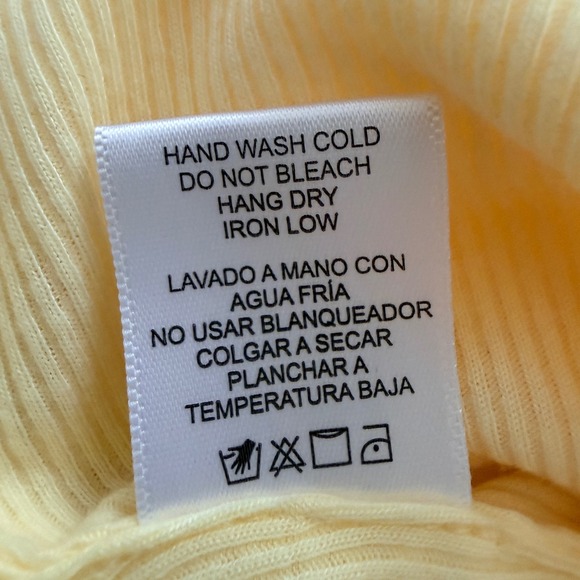 HAND WASH COLD
DO NOT BLEACH
HANG DRY
IRON LOW
LAVADO A MANO CON
AGUA FRÍA
NO USAR BLANQUEADOR
COLGAR A SECAR
PLANCHAR A
TEMPERATURA BAJA